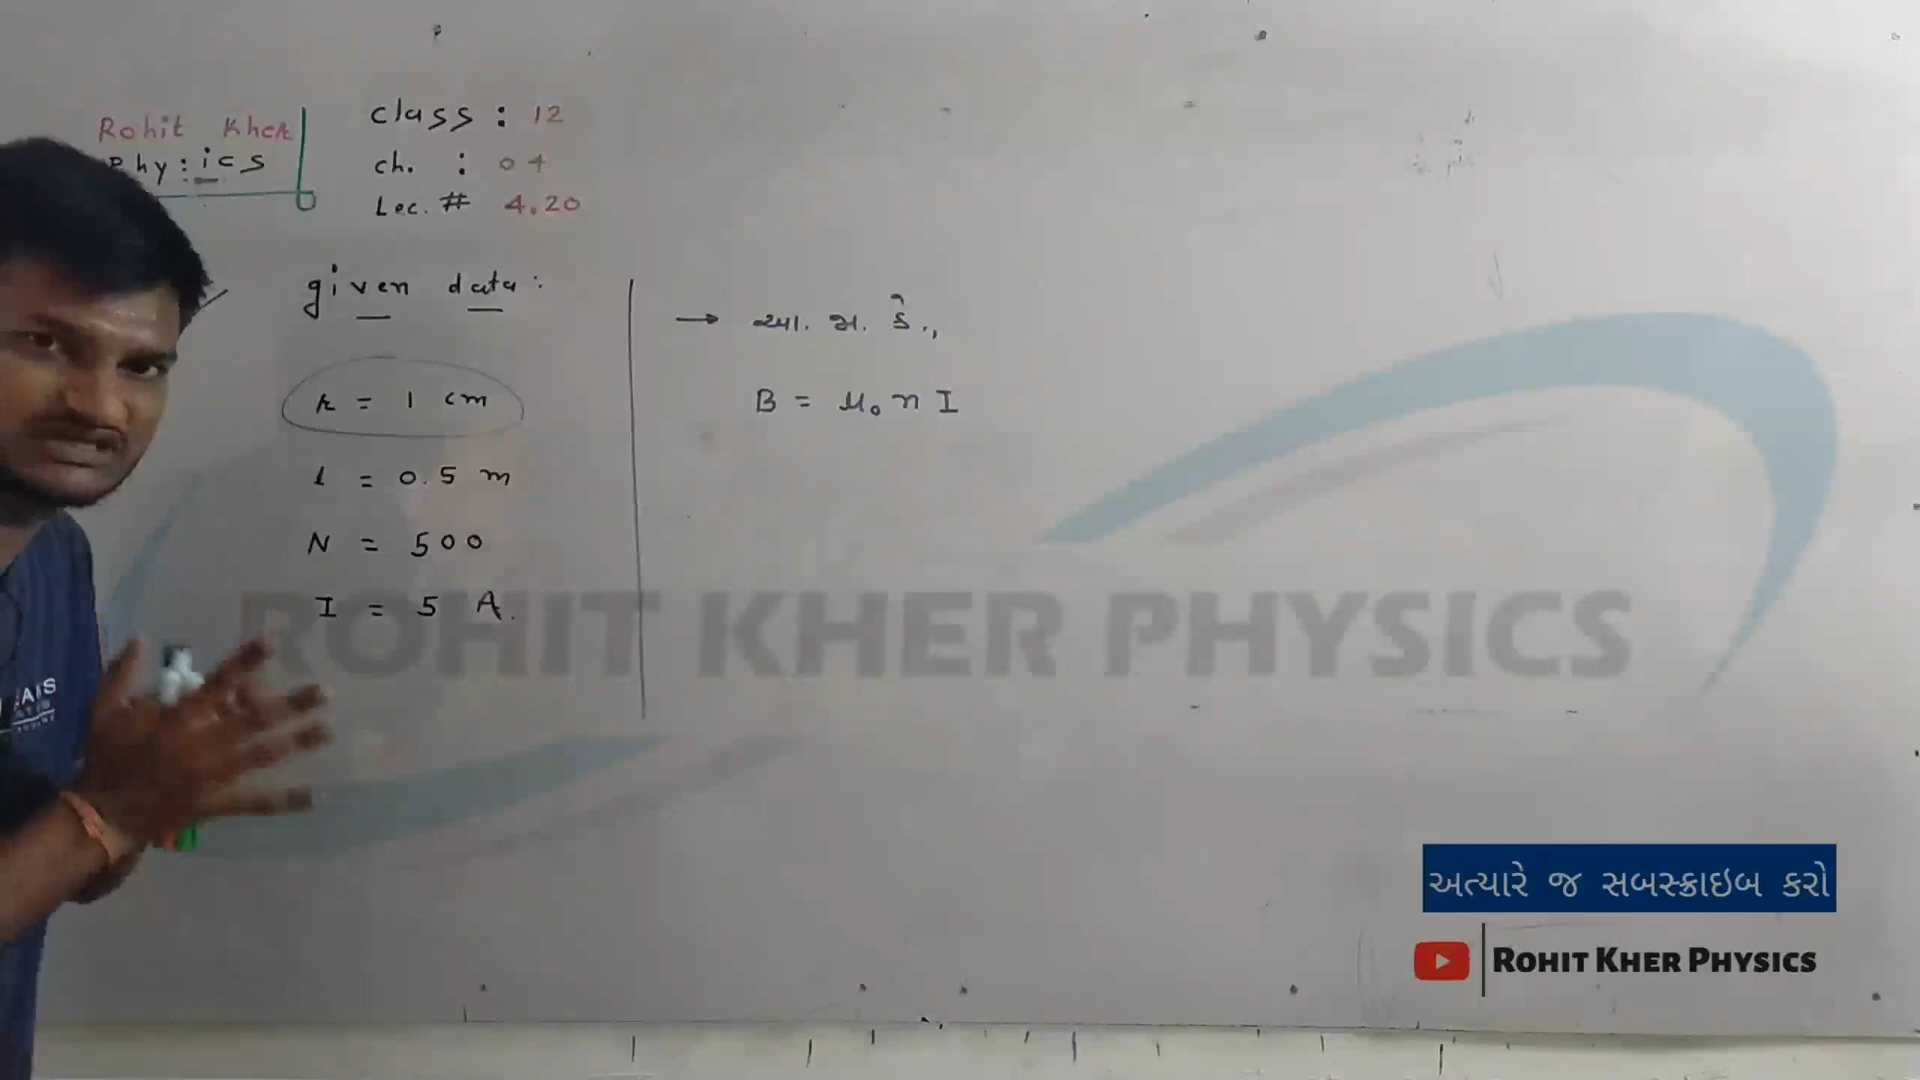 Rohit Kher
Physics
class : 12
ch. : 04
Lec. # 4.20
given data:
r = 1 cm
l = 0.5 m
N = 500
I = 5 A.
→ આ. જા. કે.,
B = μ₀ n I
ROHIT KHER PHYSICS
અત્યારે જ સબસ્ક્રાઇબ કરો
ROHIT KHER PHYSICS